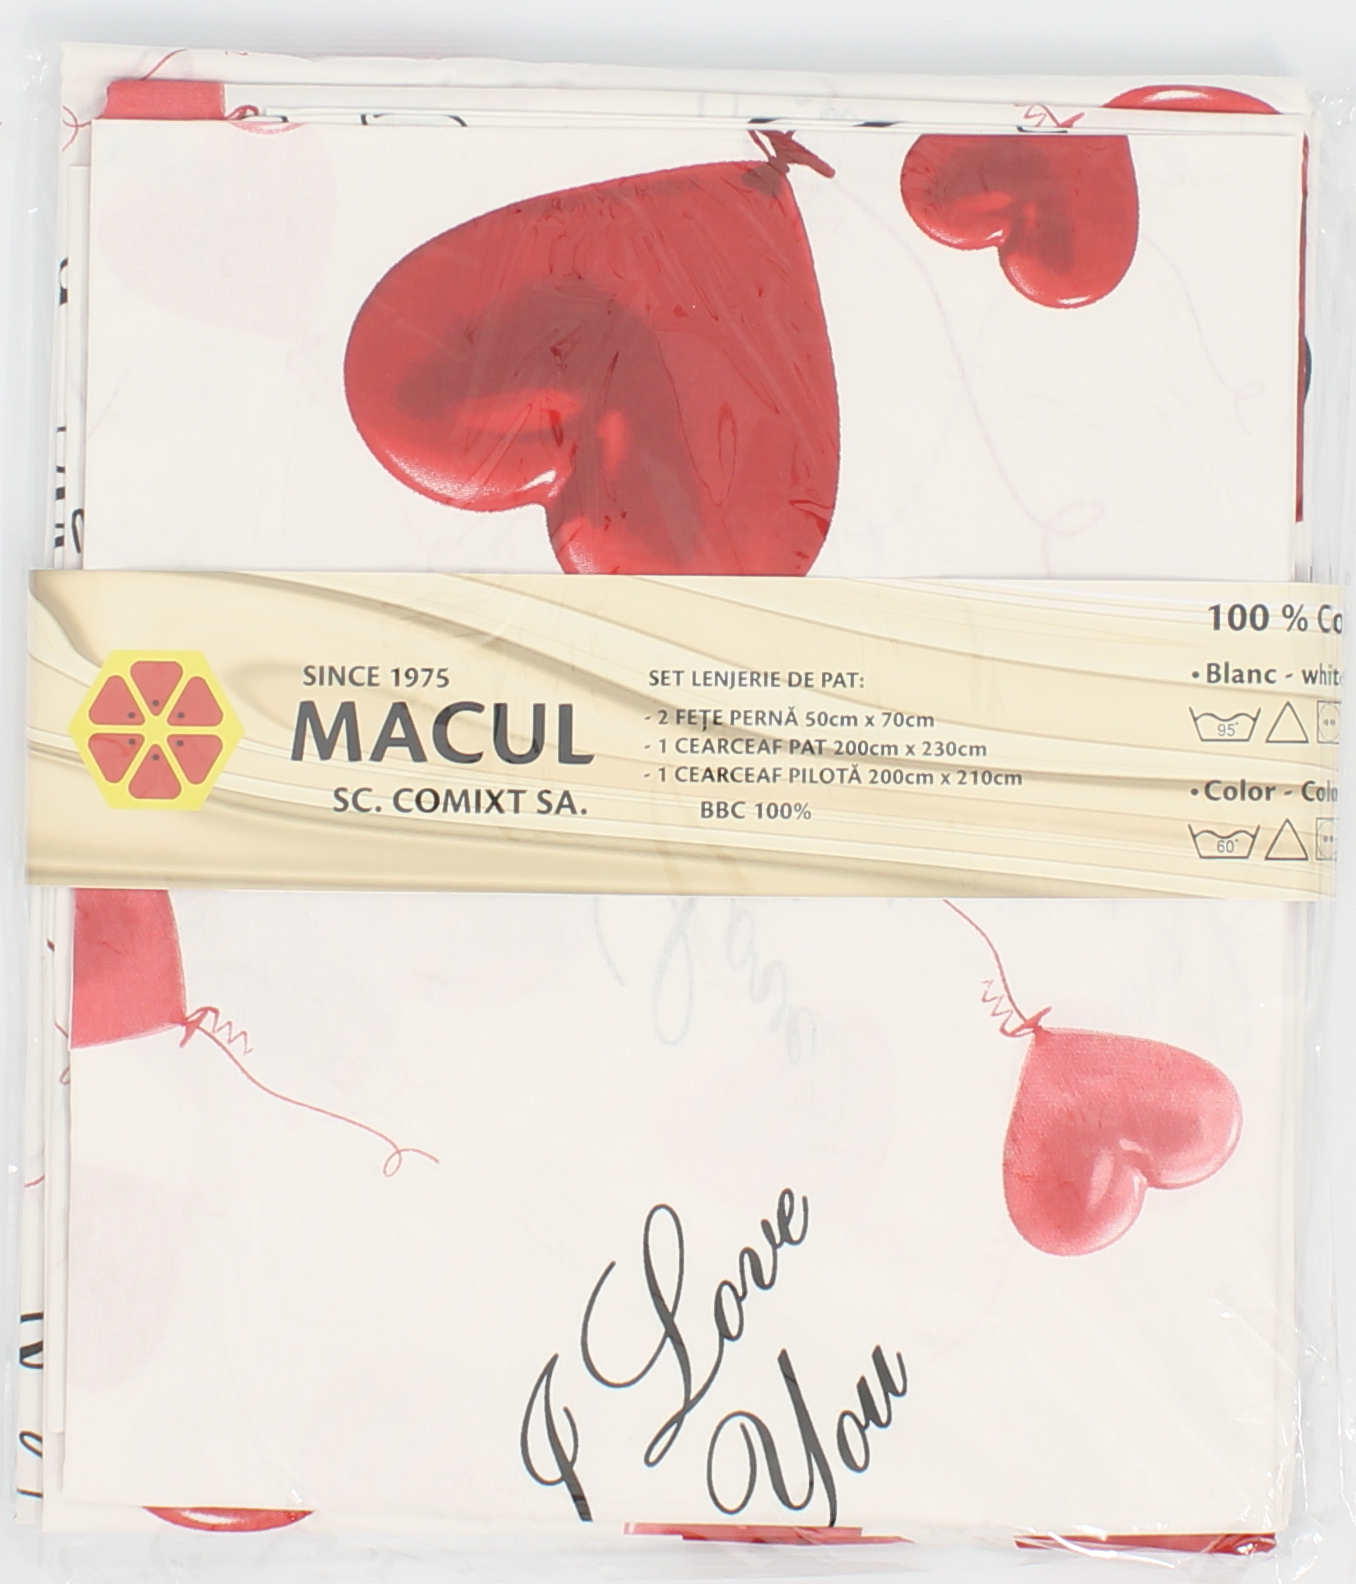 SINCE 1975
MACUL
SC. COMIXT SA.
SET LENJERIE DE PAT:
- 2 FEȚE PERNĂ 50cm x 70cm
- 1 CEARCEAF PAT 200cm x 230cm
- 1 CEARCEAF PILOTĂ 200cm x 210cm
BBC 100%
100 % Co
• Blanc - white
95°
• Color - Colo
60°
I Love
You